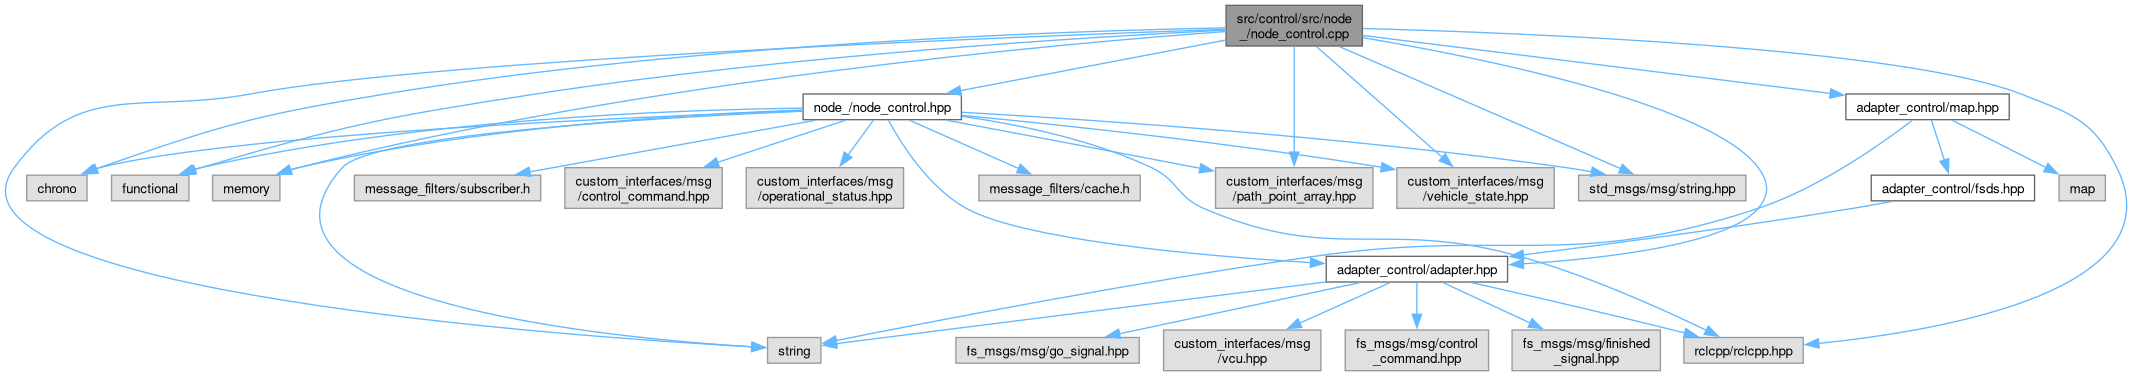 src/control/src/node
_/node_control.cpp
node_/node_control.hpp
adapter_control/map.hpp
chrono
functional
memory
message_filters/subscriber.h
custom_interfaces/msg
/control_command.hpp
custom_interfaces/msg
/operational_status.hpp
message_filters/cache.h
custom_interfaces/msg
/path_point_array.hpp
custom_interfaces/msg
/vehicle_state.hpp
std_msgs/msg/string.hpp
adapter_control/fsds.hpp
map
adapter_control/adapter.hpp
string
fs_msgs/msg/go_signal.hpp
custom_interfaces/msg
/vcu.hpp
fs_msgs/msg/control
_command.hpp
fs_msgs/msg/finished
_signal.hpp
rclcpp/rclcpp.hpp